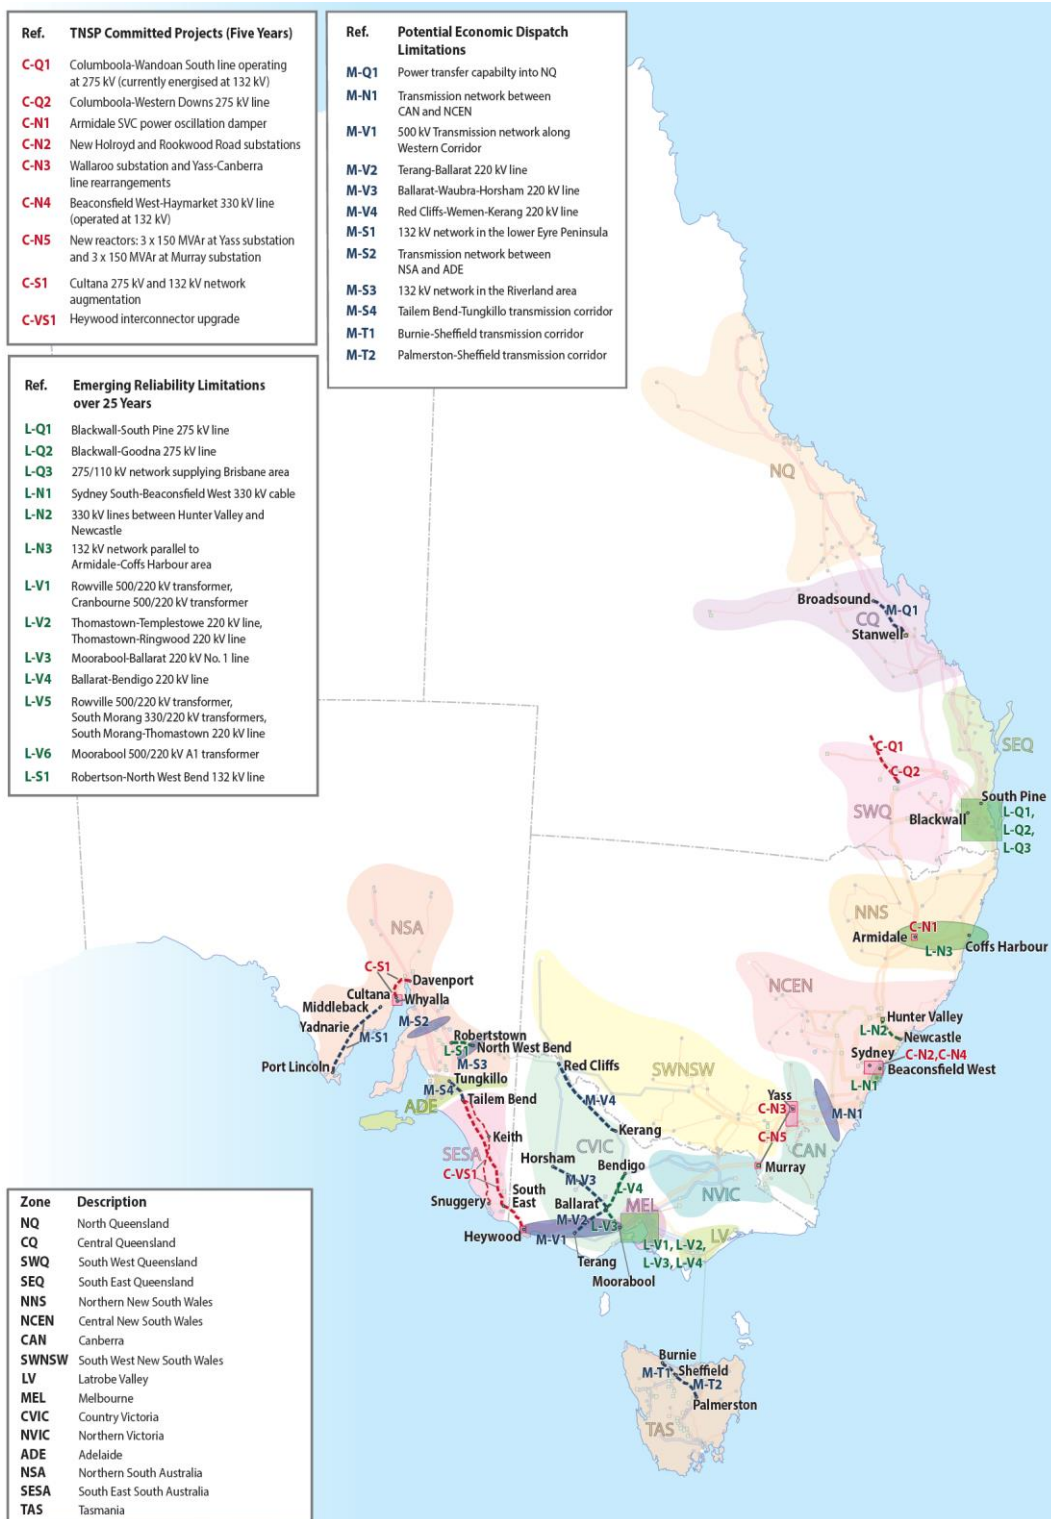 Ref. TNSP Committed Projects (Five Years)
C-Q1 Columboola-Wandoan South line operating
at 275 kV (currently energised at 132 kV)
C-Q2 Columboola-Western Downs 275 kV line
C-N1 Armidale SVC power oscillation damper
C-N2 New Holroyd and Rookwood Road substations
C-N3 Wallaroo substation and Yass-Canberra
line rearrangements
C-N4 Beaconsfield West-Haymarket 330 kV line
(operated at 132 kV)
C-N5 New reactors: 3 x 150 MVAr at Yass substation
and 3 x 150 MVAr at Murray substation
C-S1 Cultana 275 kV and 132 kV network
augmentation
C-VS1 Heywood interconnector upgrade
Ref. Potential Economic Dispatch
Limitations
M-Q1 Power transfer capabilty into NQ
M-N1 Transmission network between
CAN and NCEN
M-V1 500 kV Transmission network along
Western Corridor
M-V2 Terang-Ballarat 220 kV line
M-V3 Ballarat-Waubra-Horsham 220 kV line
M-V4 Red Cliffs-Wemen-Kerang 220 kV line
M-S1 132 kV network in the lower Eyre Peninsula
M-S2 Transmission network between
NSA and ADE
M-S3 132 kV network in the Riverland area
M-S4 Tailem Bend-Tungkillo transmission corridor
M-T1 Burnie-Sheffield transmission corridor
M-T2 Palmerston-Sheffield transmission corridor
Ref. Emerging Reliability Limitations
over 25 Years
L-Q1 Blackwall-South Pine 275 kV line
L-Q2 Blackwall-Goodna 275 kV line
L-Q3 275/110 kV network supplying Brisbane area
L-N1 Sydney South-Beaconsfield West 330 kV cable
L-N2 330 kV lines between Hunter Valley and
Newcastle
L-N3 132 kV network parallel to
Armidale-Coffs Harbour area
L-V1 Rowville 500/220 kV transformer,
Cranbourne 500/220 kV transformer
L-V2 Thomastown-Templestowe 220 kV line,
Thomastown-Ringwood 220 kV line
L-V3 Moorabool-Ballarat 220 kV No. 1 line
L-V4 Ballarat-Bendigo 220 kV line
L-V5 Rowville 500/220 kV transformer,
South Morang 330/220 kV transformers,
South Morang-Thomastown 220 kV line
L-V6 Moorabool 500/220 kV A1 transformer
L-S1 Robertson-North West Bend 132 kV line
NQ
Broadsound
M-Q1
CQ
Stanwell
C-Q1
SEQ
C-Q2
South Pine
SWQ
Blackwall
L-Q1,
L-Q2,
L-Q3
NNS
C-N1
Armidale
L-N3
Coffs Harbour
NSA
C-S1
Davenport
Cultana
Whyalla
Middleback
NCEN
Hunter Valley
M-S2
Yadnarie
M-S1
Robertstown
L-N2
Newcastle
L-S1
North West Bend
Sydney
C-N2, C-N4
Port Lincoln
M-S3
Red Cliffs
SWNSW
Beaconsfield West
Tungkillo
L-N1
M-S4
Yass
Tailem Bend
M-V4
ADE
C-N3
M-N1
Keith
Kerang
C-N5
SESA
CVIC
CAN
Horsham
Bendigo
Murray
C-VS1
M-V3
L-V4
NVIC
Snuggery
South
East
Ballarat
MEL
M-V2
L-V3
Heywood
M-V1
LV
L-V1, L-V2,
L-V3, L-V4
Terang
Moorabool
Burnie
M-T1
Sheffield
M-T2
Palmerston
TAS
Zone Description
NQ North Queensland
CQ Central Queensland
SWQ South West Queensland
SEQ South East Queensland
NNS Northern New South Wales
NCEN Central New South Wales
CAN Canberra
SWNSW South West New South Wales
LV Latrobe Valley
MEL Melbourne
CVIC Country Victoria
NVIC Northern Victoria
ADE Adelaide
NSA Northern South Australia
SESA South East South Australia
TAS Tasmania